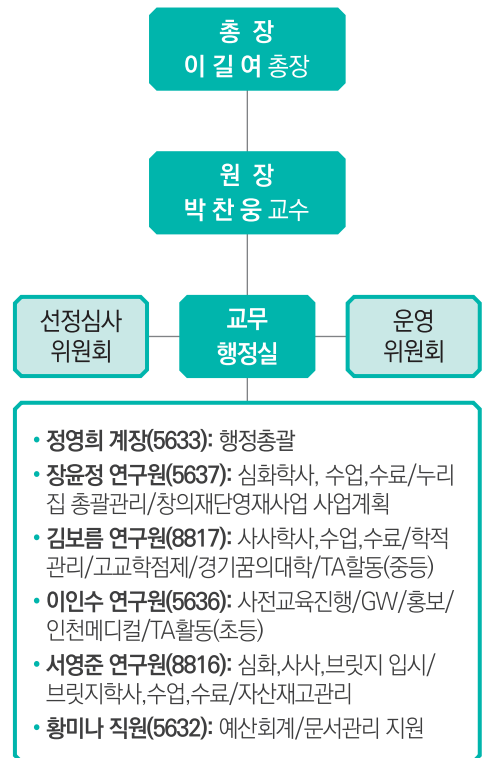 총 장
이 길 여 총장
원 장
박 찬 웅 교수
선정심사
위원회
교무
행정실
운영
위원회
• 정영희 계장(5633): 행정총괄
• 장윤정 연구원(5637): 심화학사, 수업,수료/누리
집 총괄관리/창의재단영재사업 사업계획
• 김보름 연구원(8817): 사사학사,수업,수료/학적
관리/고교학점제/경기꿈의대학/TA할동(중등)
• 이인수 연구원(5636): 사전교육진행/GW/홍보/
인천메디컬/TA활동(초등)
• 서영준 연구원(8816): 심화,사사,브릿지 입시/
브릿지학사,수업,수료/자산재고관리
• 황미나 직원(5632): 예산회계/문서관리 지원